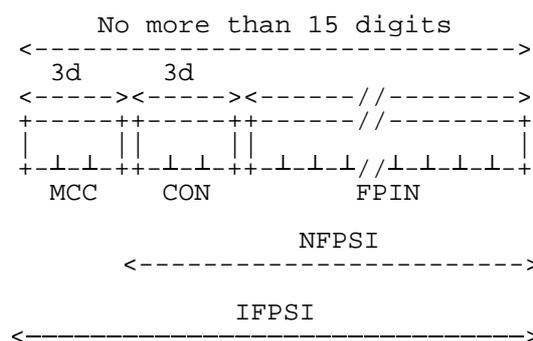 No more than 15 digits
3d 3d
MCC CON FPIN
NFPSI
IFPSI